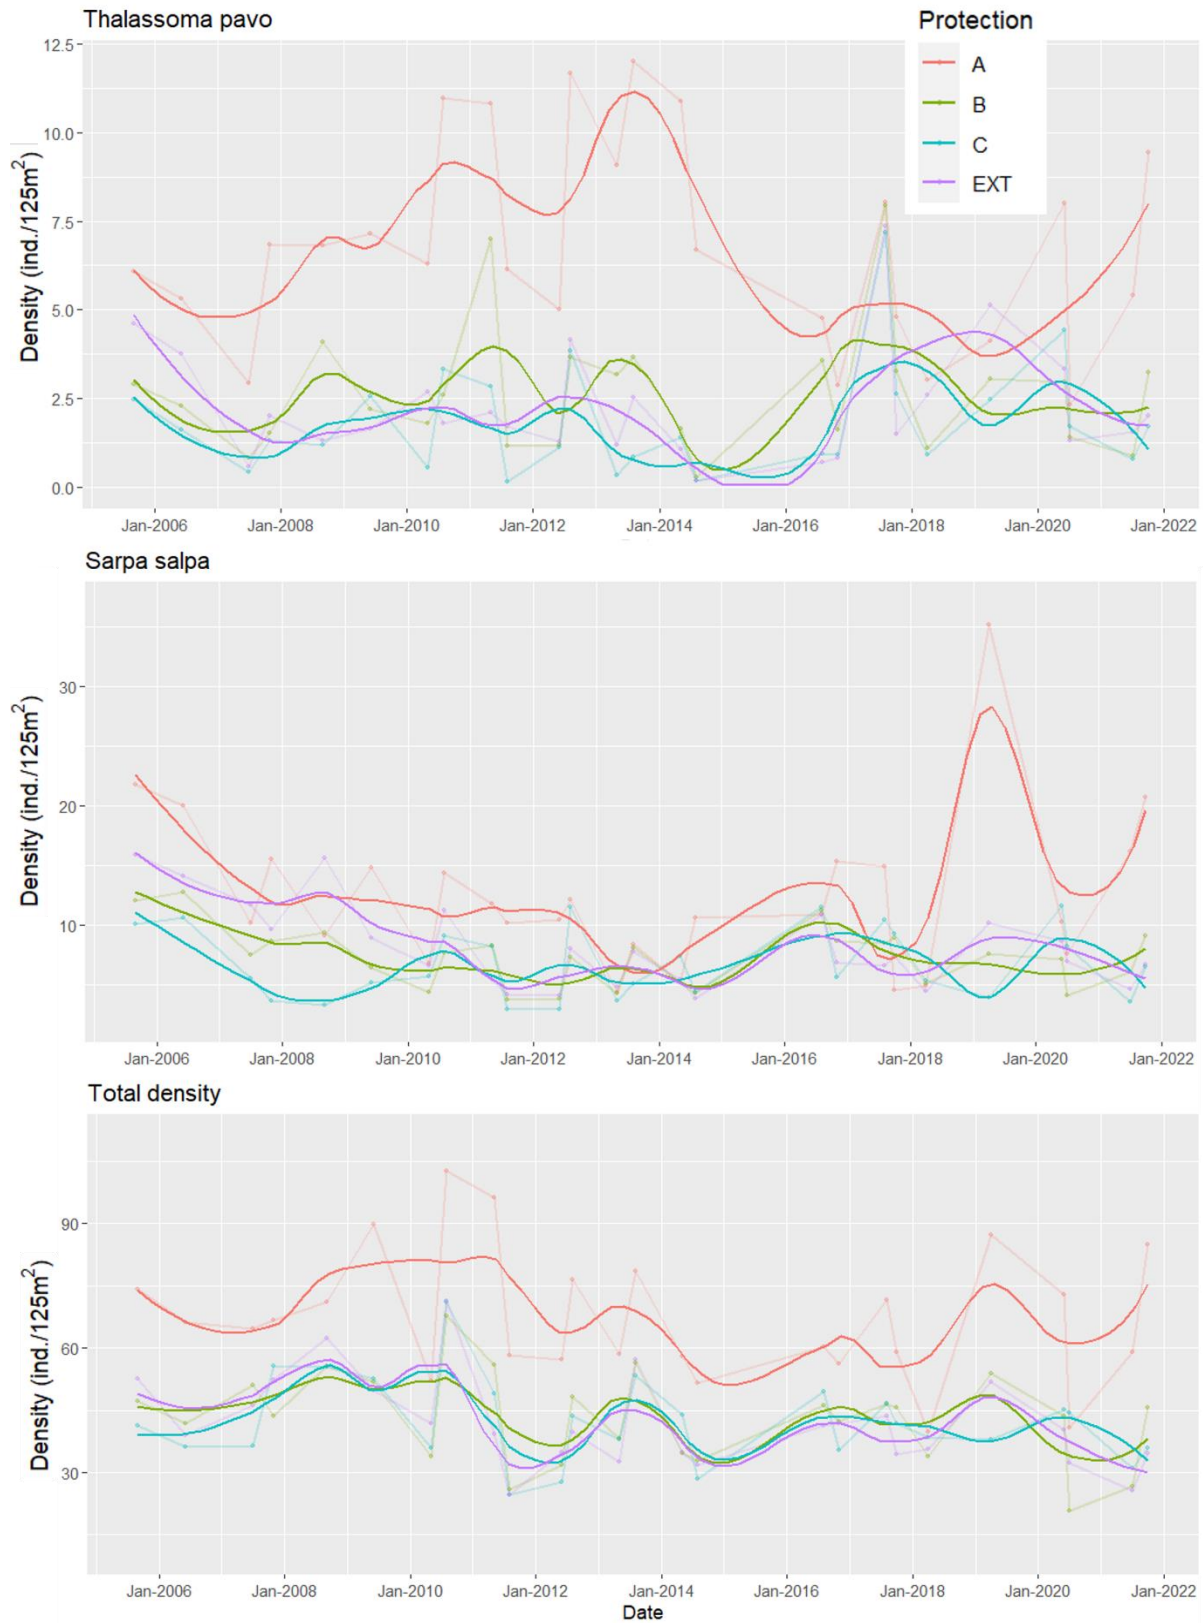 Thalassoma pavo
Protection
A
B
C
EXT
Density (ind./125m²)
12.5
10.0
7.5
5.0
2.5
0.0
Jan-2006 Jan-2008 Jan-2010 Jan-2012 Jan-2014 Jan-2016 Jan-2018 Jan-2020 Jan-2022
Sarpa salpa
Density (ind./125m²)
30
20
10
Jan-2006 Jan-2008 Jan-2010 Jan-2012 Jan-2014 Jan-2016 Jan-2018 Jan-2020 Jan-2022
Total density
Density (ind./125m²)
90
60
30
Jan-2006 Jan-2008 Jan-2010 Jan-2012 Jan-2014 Jan-2016 Jan-2018 Jan-2020 Jan-2022
Date